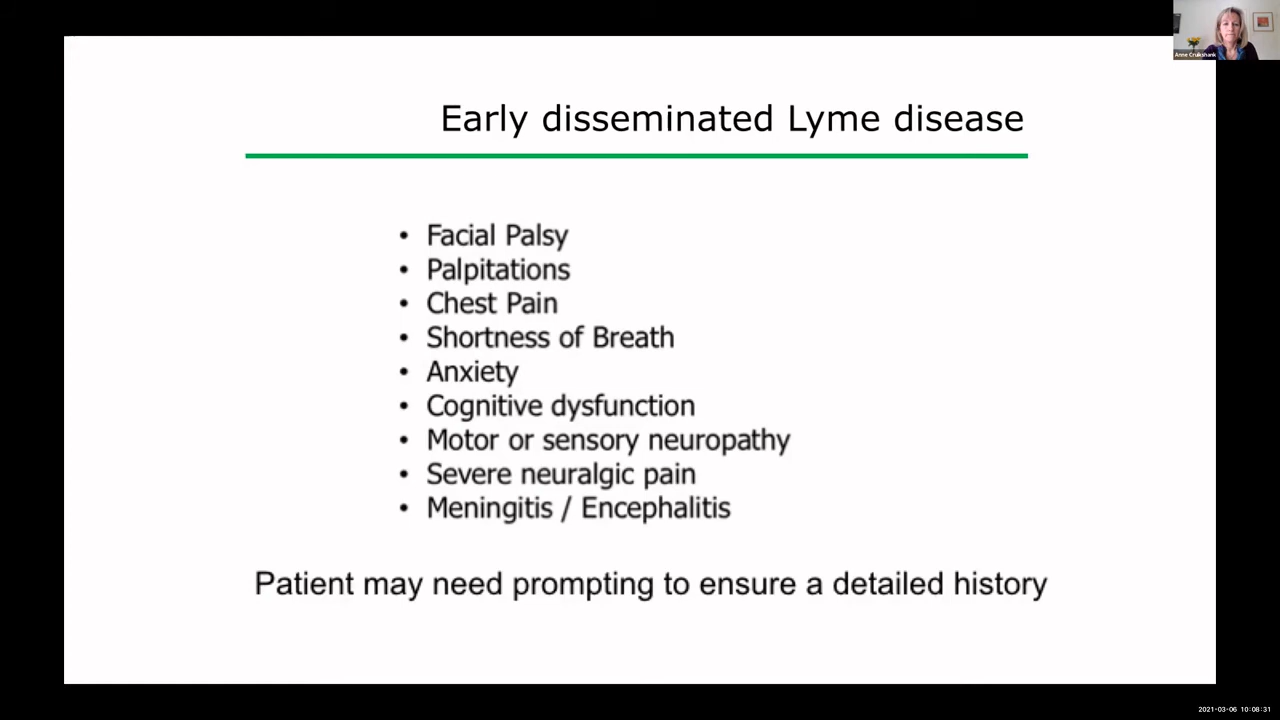 Anne Cruikshank
Early disseminated Lyme disease
• Facial Palsy
• Palpitations
• Chest Pain
• Shortness of Breath
• Anxiety
• Cognitive dysfunction
• Motor or sensory neuropathy
• Severe neuralgic pain
• Meningitis / Encephalitis
Patient may need prompting to ensure a detailed history
2021-03-06 10:08:31